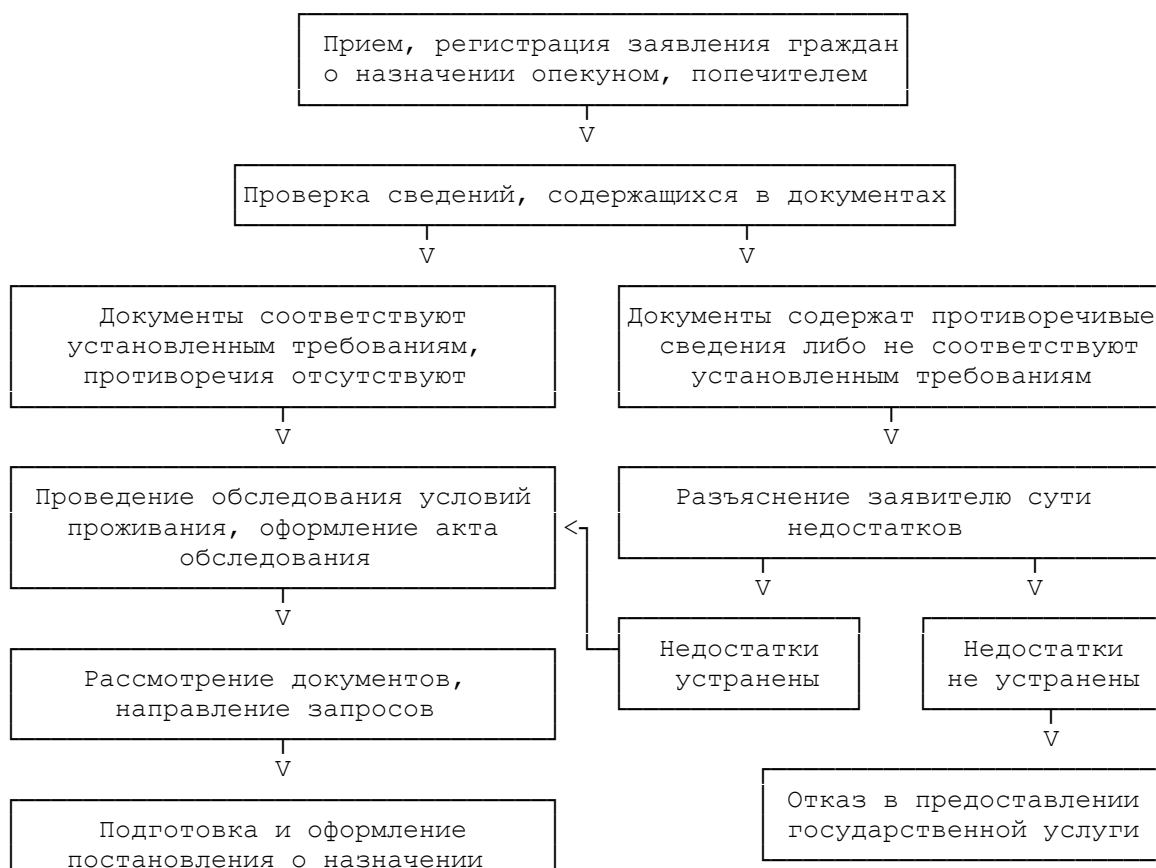 Прием, регистрация заявления граждан
о назначении опекуном, попечителем
V
Проверка сведений, содержащихся в документах
V V
Документы соответствуют
установленным требованиям,
противоречия отсутствуют
V
Документы содержат противоречивые
сведения либо не соответствуют
установленным требованиям
V
Проведение обследования условий
проживания, оформление акта
обследования
<
V
Разъяснение заявителю сути
недостатков
V V
Недостатки
устранены
Недостатки
не устранены
V
Рассмотрение документов,
направление запросов
V
Отказ в предоставлении
государственной услуги
Подготовка и оформление
постановления о назначении